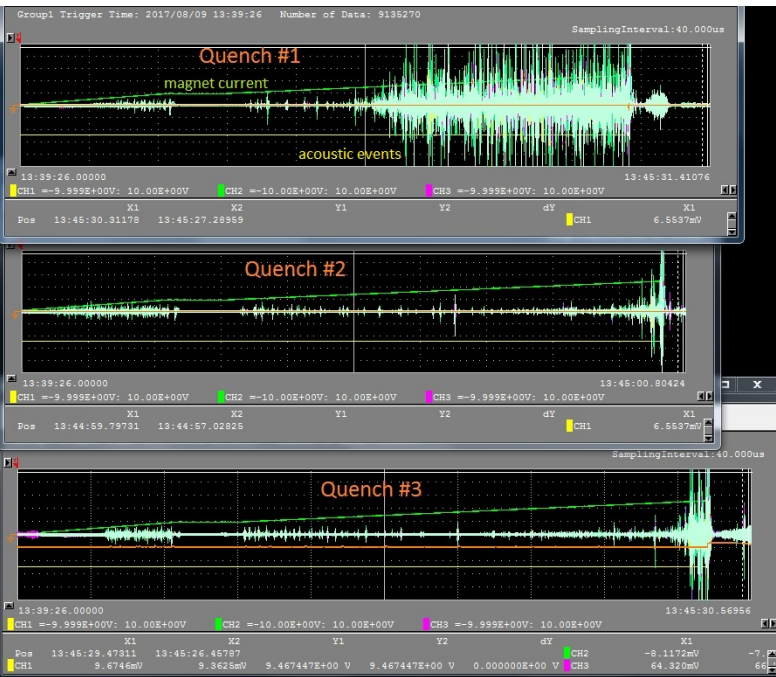 Group1 Trigger Time: 2017/08/09 13:39:26 Number of Data: 9135270
SamplingInterval:40.000us
Quench #1
magnet current
acoustic events
13:39:26.00000 13:45:31.41076
CH1 =-9.999E+00V: 10.00E+00V CH2 =-10.00E+00V: 10.00E+00V CH3 =-9.999E+00V: 10.00E+00V
X1 X2 Y1 Y2 dY X1
Pos 13:45:30.31178 13:45:27.28959 CH1 6.5537mV
Quench #2
13:39:26.00000 13:45:00.80424
CH1 =-9.999E+00V: 10.00E+00V CH2 =-10.00E+00V: 10.00E+00V CH3 =-9.999E+00V: 10.00E+00V
X1 X2 Y1 Y2 dY X1
Pos 13:44:59.79731 13:44:57.02825 CH1 6.5537mV
X
SamplingInterval:40.000us
Quench #3
13:39:26.00000 13:45:30.56956
CH1 =-9.999E+00V: 10.00E+00V CH2 =-10.00E+00V: 10.00E+00V CH3 =-9.999E+00V: 10.00E+00V
X1 X2 Y1 Y2 dY X1
Pos 13:45:29.47311 13:45:26.45787 CH2 -8.1172mV -7.
CH1 9.6746mV 9.3625mV 9.467447E+00 V 9.467447E+00 V 0.000000E+00 V CH3 64.320mV 66